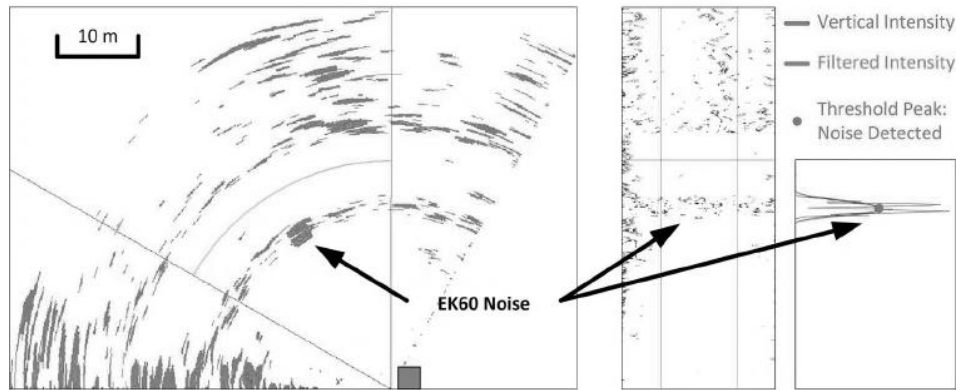 10 m
EK60 Noise
Vertical Intensity
Filtered Intensity
Threshold Peak:
Noise Detected